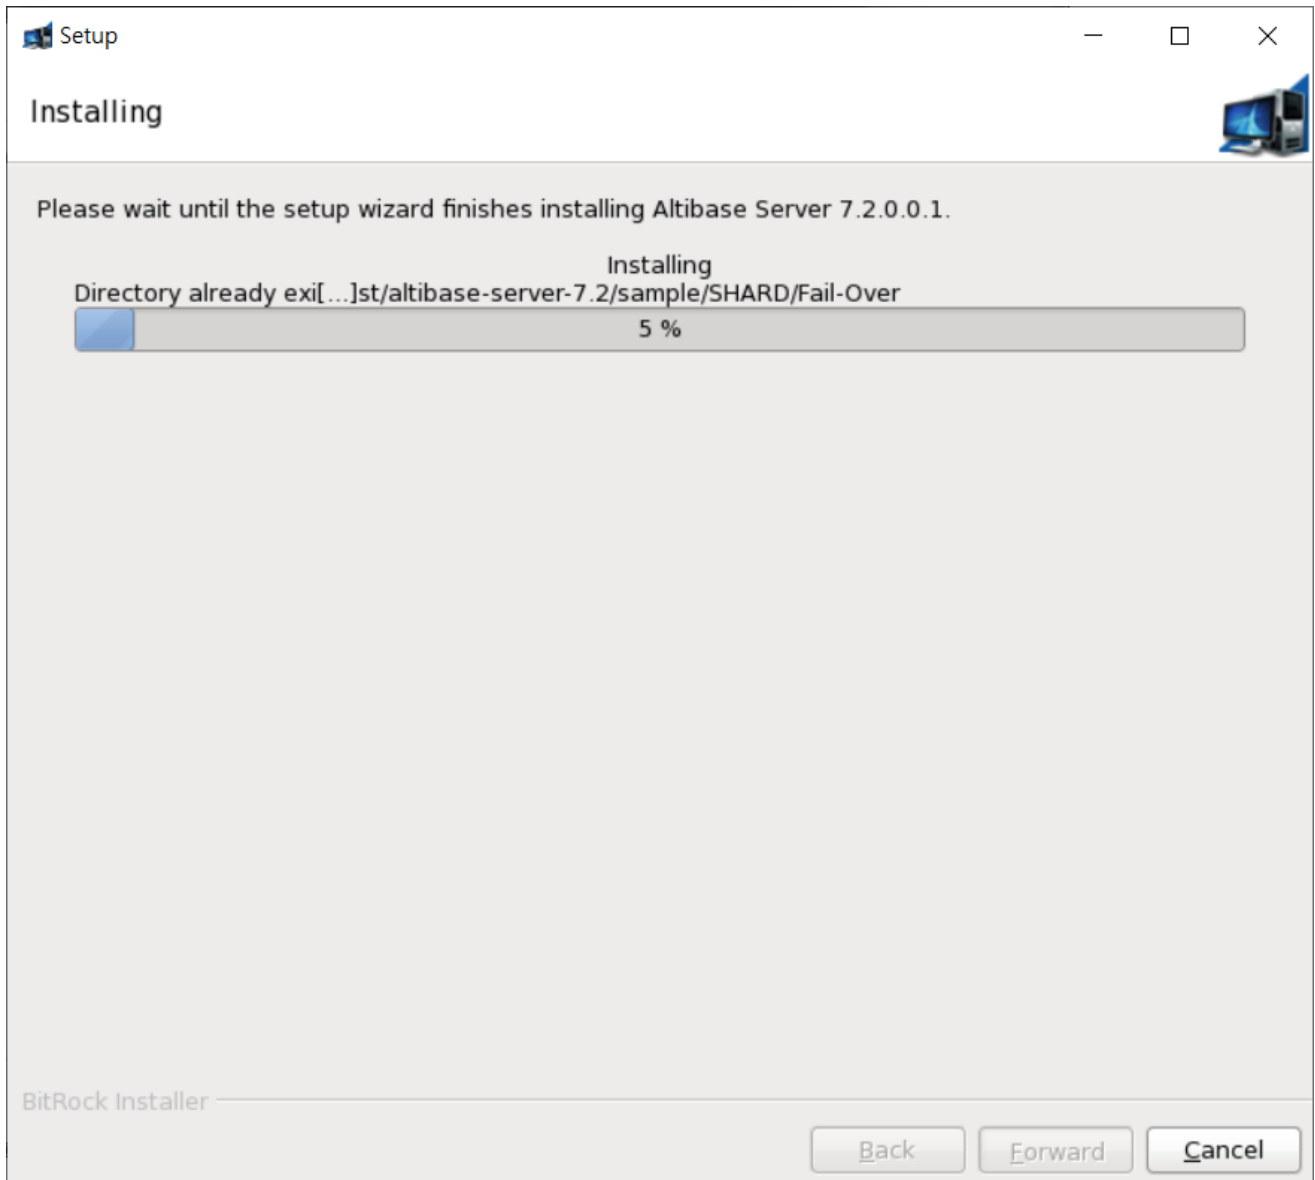 Setup
Installing
Please wait until the setup wizard finishes installing Altibase Server 7.2.0.0.1.
Installing
Directory already exi[...]st/altibase-server-7.2/sample/SHARD/Fail-Over
5 %
BitRock Installer
Back
Forward
Cancel